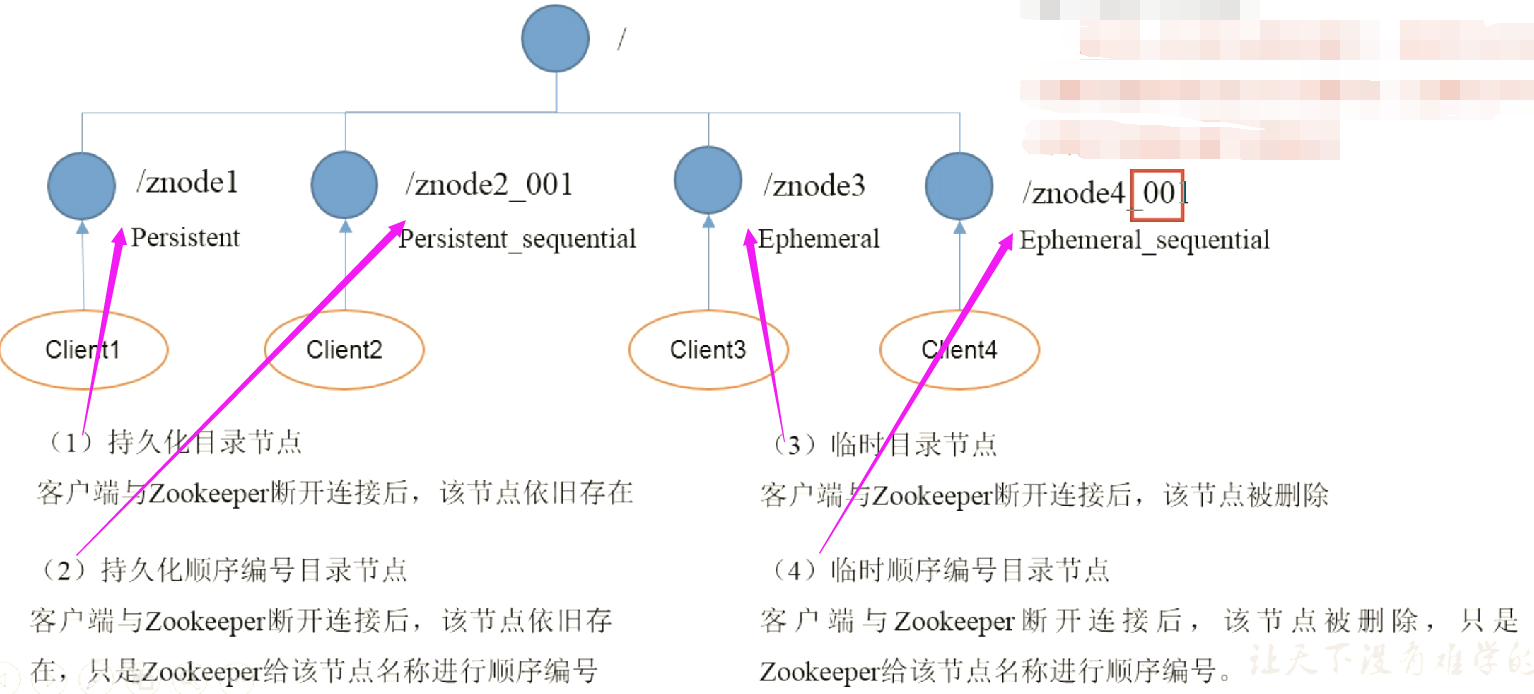 /
/znode1
Persistent
/znode2_001
Persistent_sequential
/znode3
Ephemeral
/znode4_001
Ephemeral_sequential
Client1
Client2
Client3
Client4
（1）持久化目录节点
客户端与Zookeeper断开连接后，该节点依旧存在
（2）持久化顺序编号目录节点
客户端与Zookeeper断开连接后，该节点依旧存
在，只是Zookeeper给该节点名称进行顺序编号
（3）临时目录节点
客户端与Zookeeper断开连接后，该节点被删除
（4）临时顺序编号目录节点
客户端与Zookeeper断开连接后，该节点被删除，只是
Zookeeper给该节点名称进行顺序编号。
让天下没有难学的